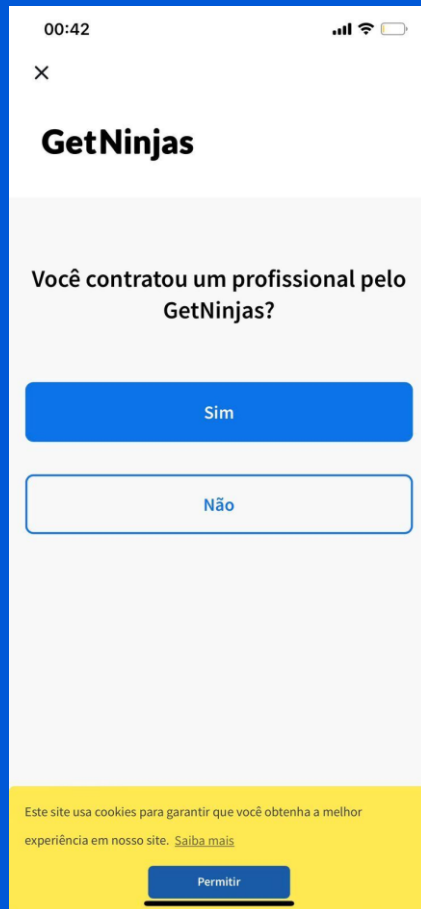 00:42
GetNinjas
Você contratou um profissional pelo
GetNinjas?
Sim
Não
Este site usa cookies para garantir que você obtenha a melhor
experiência em nosso site. Saiba mais
Permitir